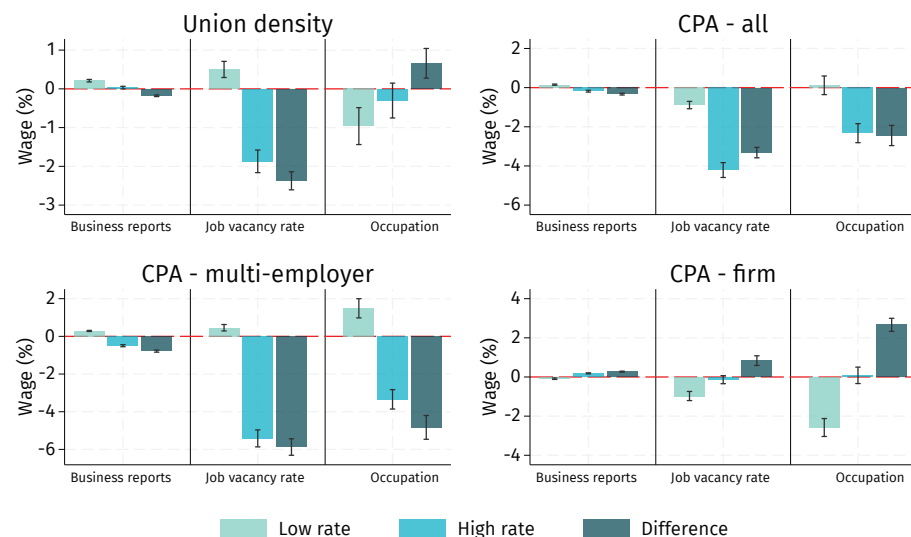 Union density
Wage (%)
1
0
-1
-2
-3
Business reports Job vacancy rate Occupation
CPA - all
Wage (%)
2
0
-2
-4
-6
Business reports Job vacancy rate Occupation
CPA - multi-employer
Wage (%)
2
0
-2
-4
-6
Business reports Job vacancy rate Occupation
CPA - firm
Wage (%)
4
2
0
-2
-4
Business reports Job vacancy rate Occupation
Low rate High rate Difference